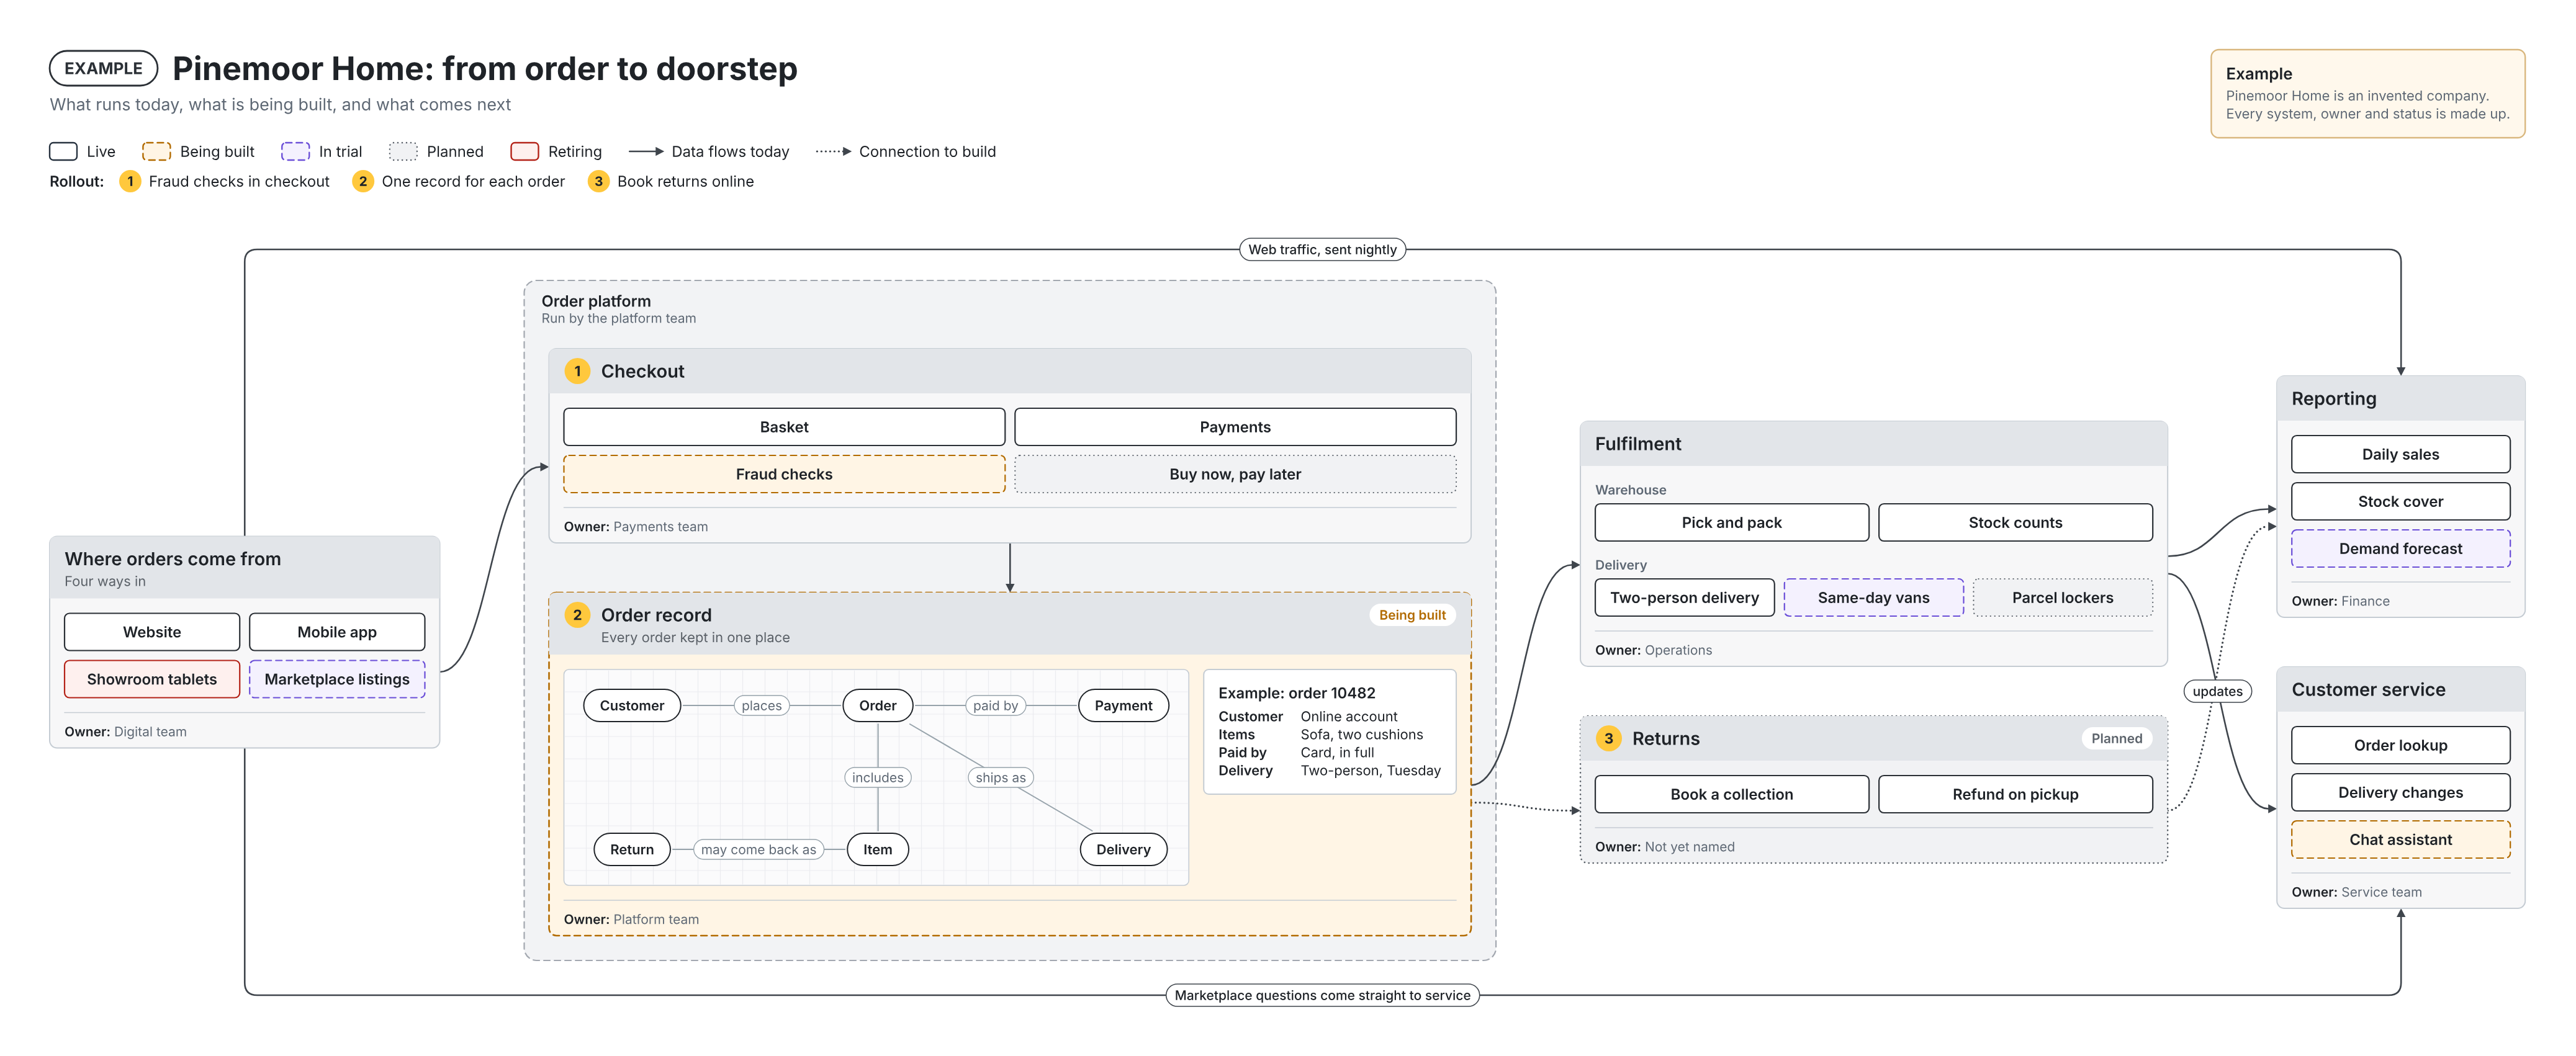 EXAMPLE Pinemoor Home: from order to doorstep
What runs today, what is being built, and what comes next
Example
Pinemoor Home is an invented company.
Every system, owner and status is made up.
Live Being built In trial Planned Retiring Data flows today Connection to build
Rollout: 1 Fraud checks in checkout 2 One record for each order 3 Book returns online
Web traffic, sent nightly
Where orders come from
Four ways in
Website Mobile app
Showroom tablets Marketplace listings
Owner: Digital team
Order platform
Run by the platform team
1 Checkout
Basket Payments
Fraud checks Buy now, pay later
Owner: Payments team
2 Order record Being built
Every order kept in one place
Customer places Order paid by Payment
includes ships as
Return may come back as Item Delivery
Example: order 10482
Customer Online account
Items Sofa, two cushions
Paid by Card, in full
Delivery Two-person, Tuesday
Owner: Platform team
Fulfilment
Warehouse
Pick and pack Stock counts
Delivery
Two-person delivery Same-day vans Parcel lockers
Owner: Operations
3 Returns Planned
Book a collection Refund on pickup
Owner: Not yet named
updates
Reporting
Daily sales
Stock cover
Demand forecast
Owner: Finance
Customer service
Order lookup
Delivery changes
Chat assistant
Owner: Service team
Marketplace questions come straight to service